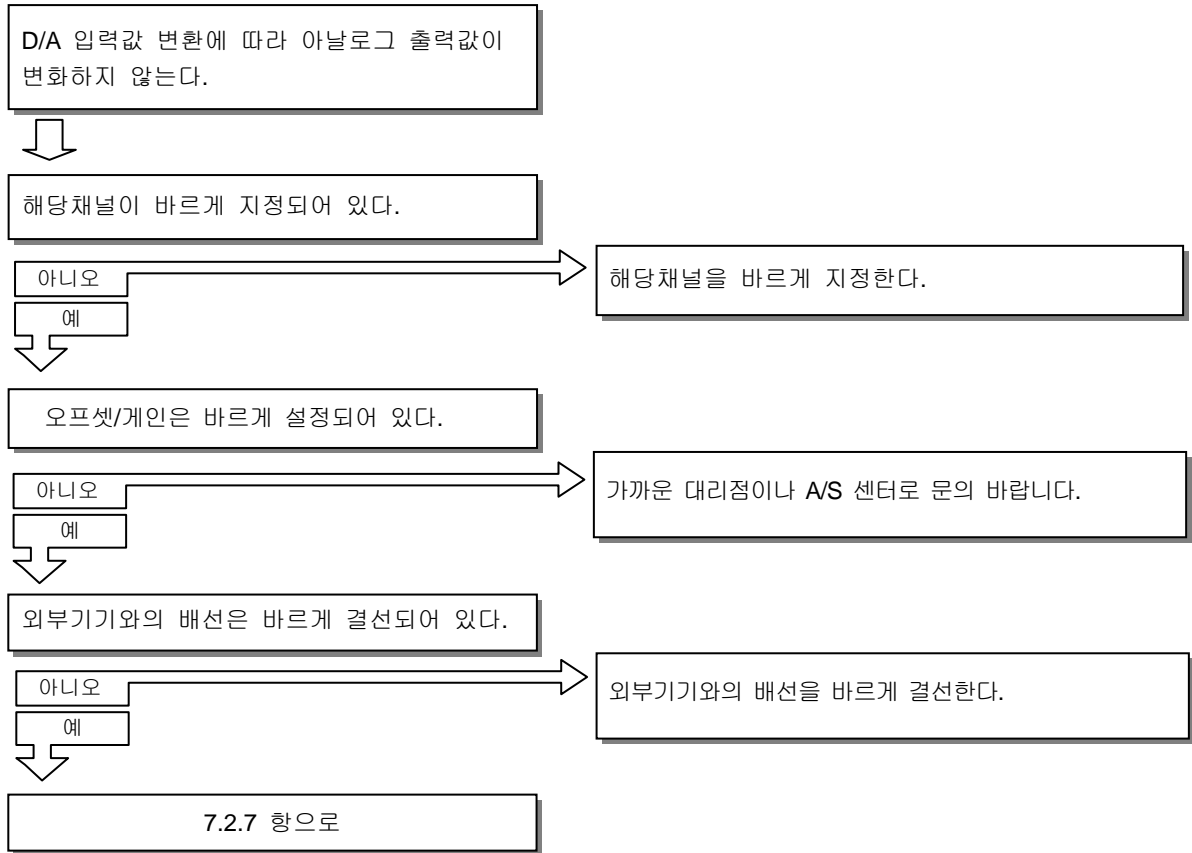 D/A 입력값 변환에 따라 아날로그 출력값이
변화하지 않는다.
해당채널이 바르게 지정되어 있다.
아니오
해당채널을 바르게 지정한다.
예
오프셋/게인은 바르게 설정되어 있다.
아니오
가까운 대리점이나 A/S 센터로 문의 바랍니다.
예
외부기기와의 배선은 바르게 결선되어 있다.
아니오
외부기기와의 배선을 바르게 결선한다.
예
7.2.7 항으로